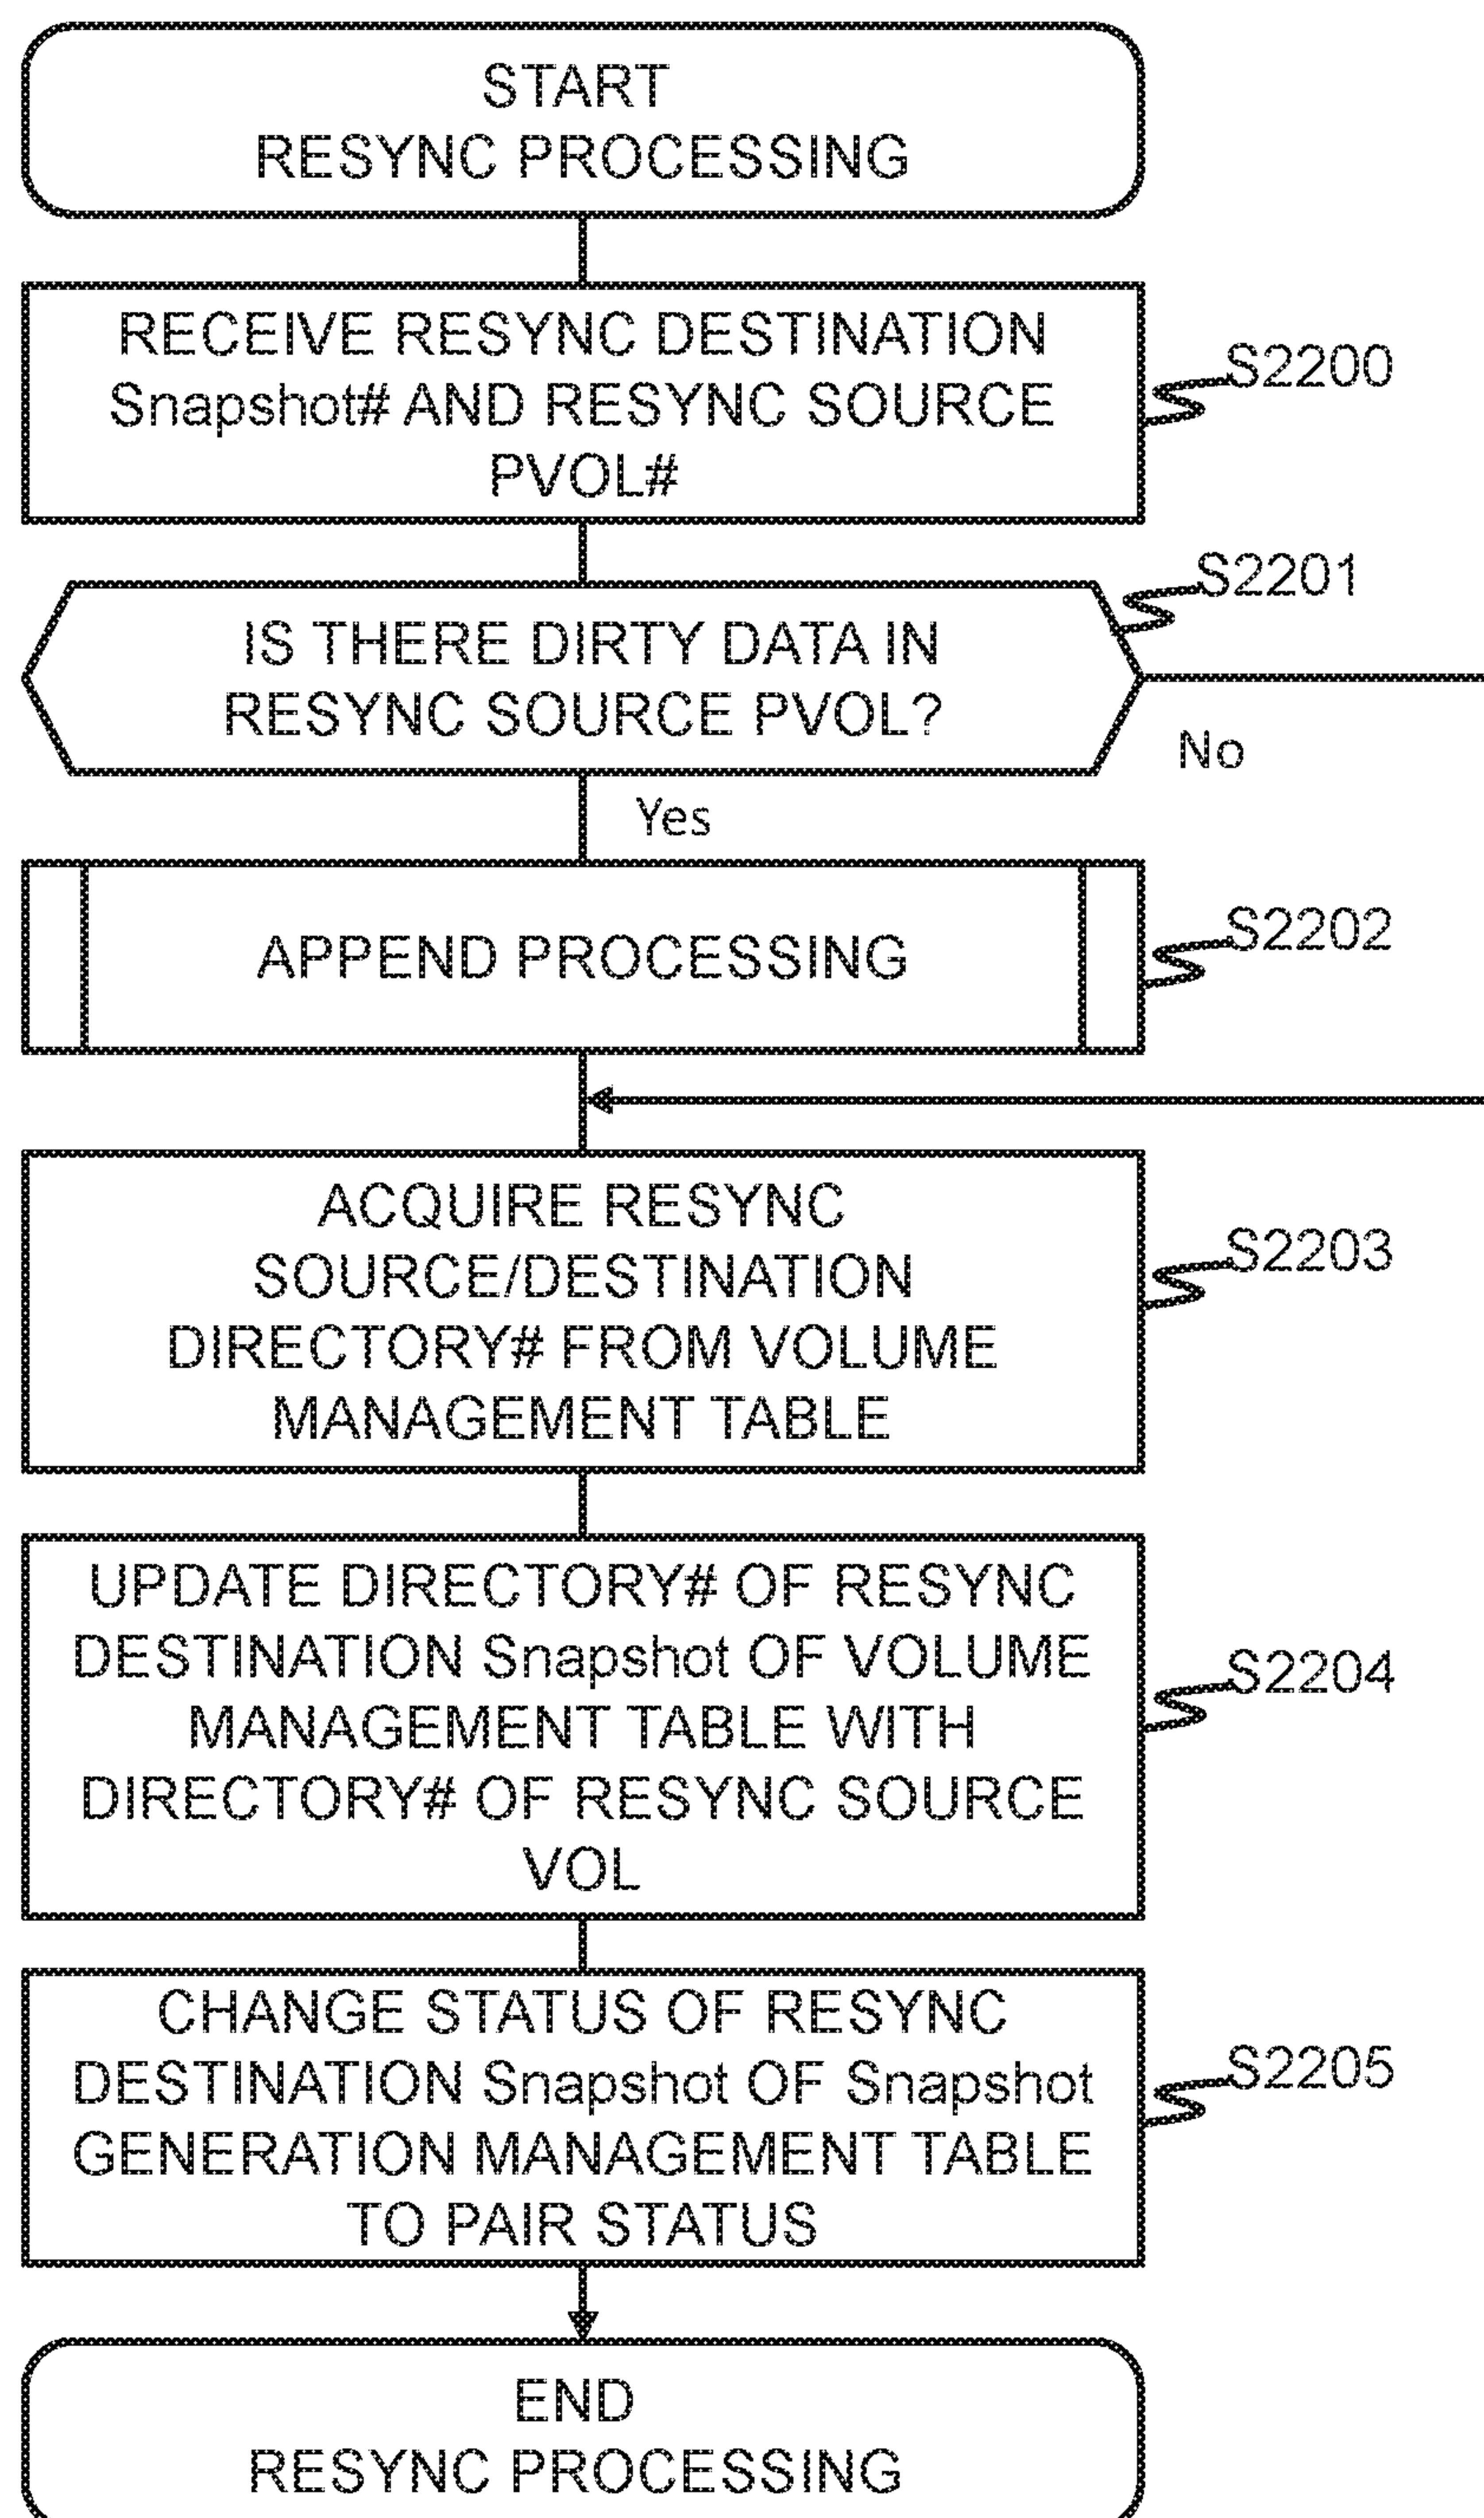 START
RESYNC PROCESSING
RECEIVE RESYNC DESTINATION
Snapshot# AND RESYNC SOURCE
PVOL#
S2200
S2201
IS THERE DIRTY DATA IN
RESYNC SOURCE PVOL?
No
Yes
APPEND PROCESSING
S2202
ACQUIRE RESYNC
SOURCE/DESTINATION
DIRECTORY# FROM VOLUME
MANAGEMENT TABLE
S2203
UPDATE DIRECTORY# OF RESYNC
DESTINATION Snapshot OF VOLUME
MANAGEMENT TABLE WITH
DIRECTORY# OF RESYNC SOURCE
VOL
S2204
CHANGE STATUS OF RESYNC
DESTINATION Snapshot OF Snapshot
GENERATION MANAGEMENT TABLE
TO PAIR STATUS
S2205
END
RESYNC PROCESSING